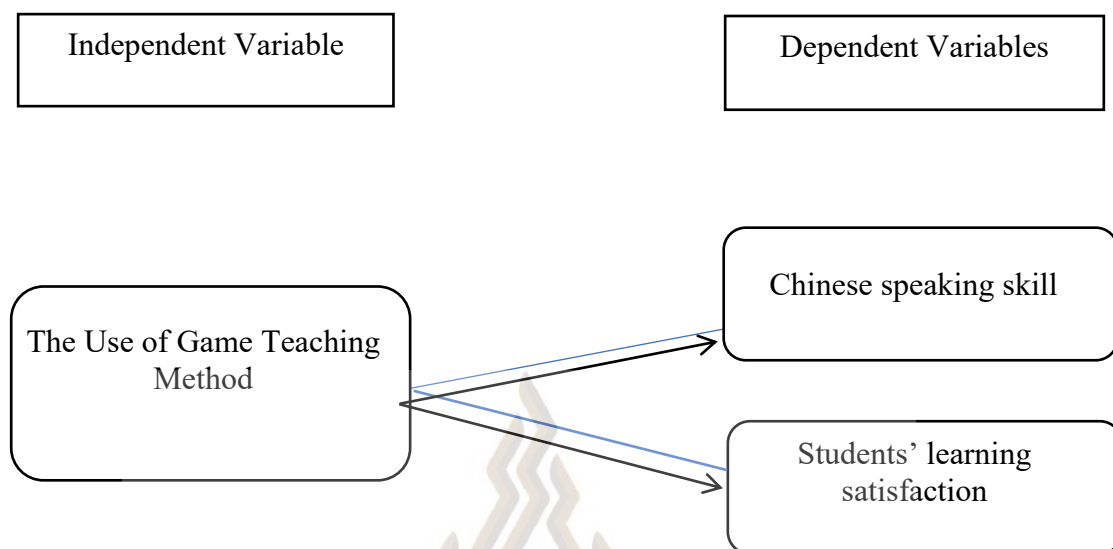 Independent Variable
Dependent Variables
Chinese speaking skill
The Use of Game Teaching
Method
Students’ learning
satisfaction